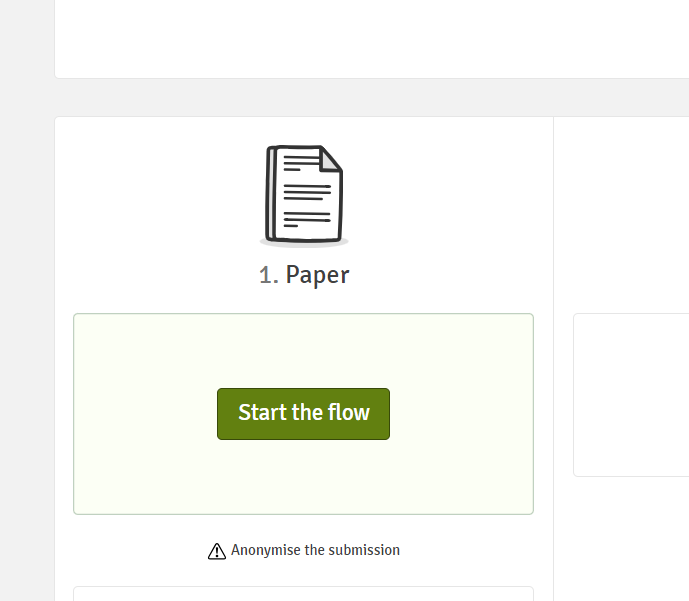 1. Paper
Start the flow
Anonymise the submission